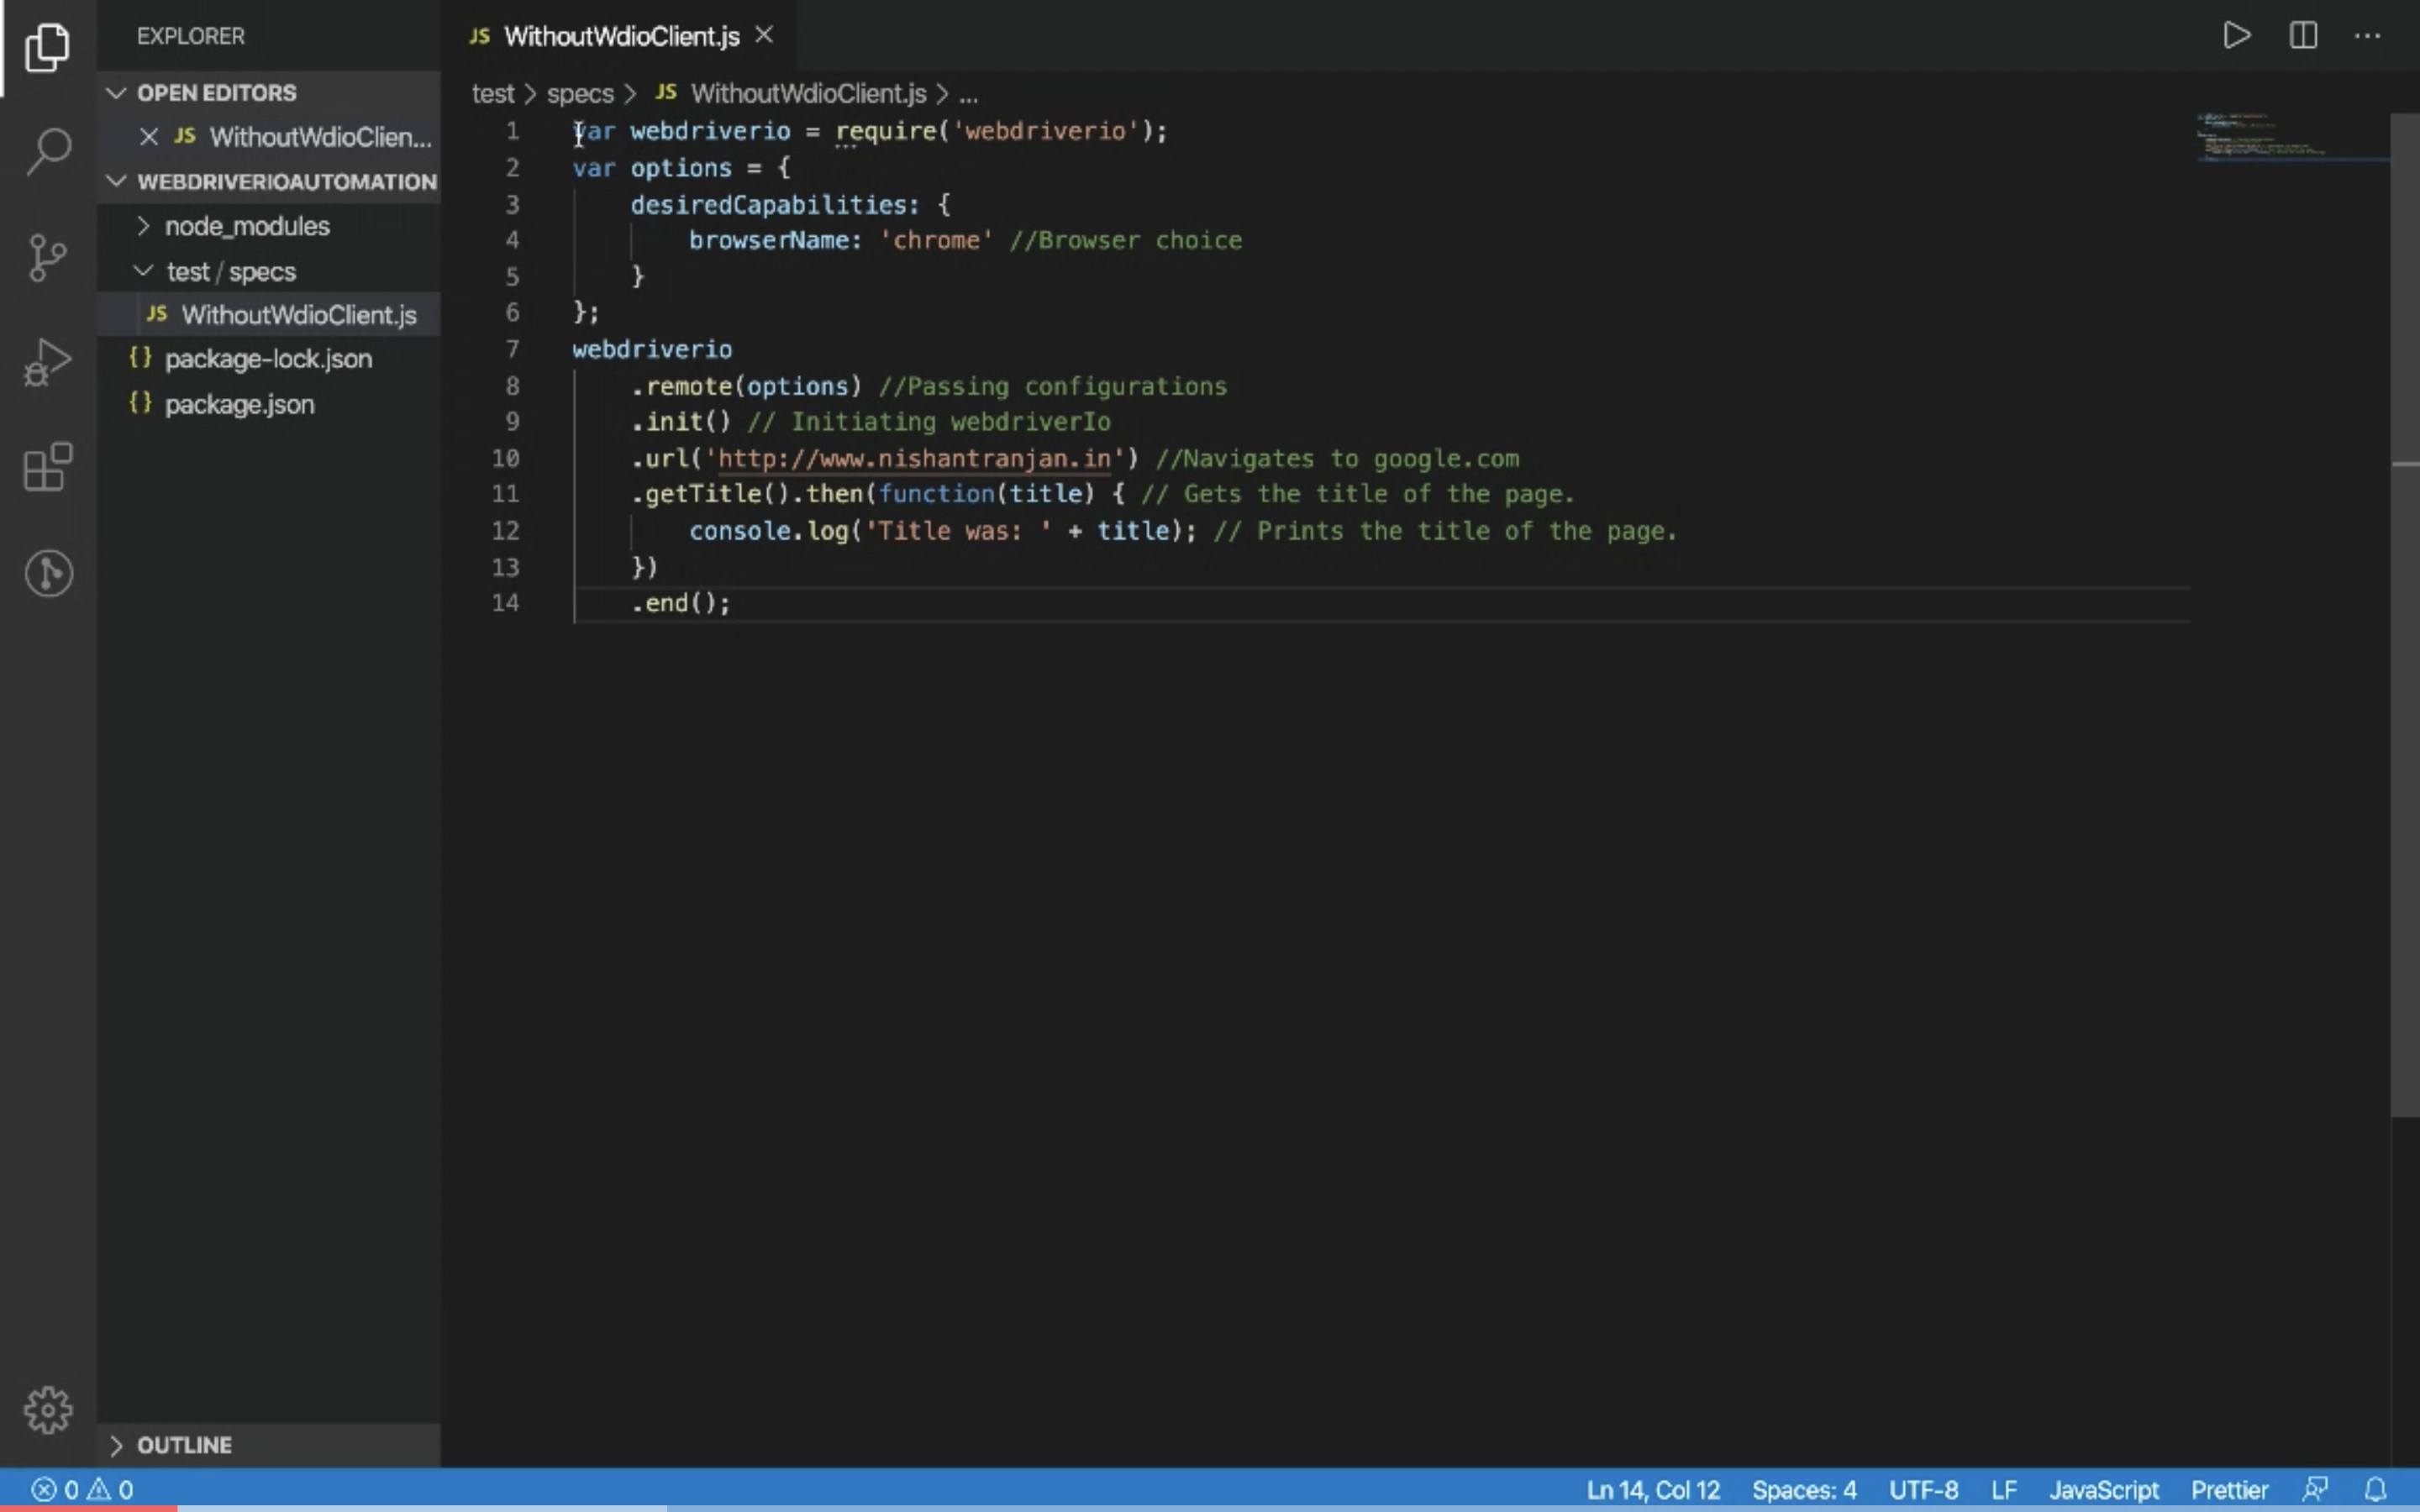 EXPLORER
OPEN EDITORS
JS WithoutWdioClien...
WEBDRIVERIOAUTOMATION
node_modules
test / specs
JS WithoutWdioClient.js
{} package-lock.json
{} package.json
OUTLINE
JS WithoutWdioClient.js
test > specs > JS WithoutWdioClient.js > ...
1 var webdriverio = require('webdriverio');
2 var options = {
3 desiredCapabilities: {
4 browserName: 'chrome' //Browser choice
5 }
6 };
7 webdriverio
8 .remote(options) //Passing configurations
9 .init() // Initiating webdriverIo
10 .url('http://www.nishantranjan.in') //Navigates to google.com
11 .getTitle().then(function(title) { // Gets the title of the page.
12 console.log('Title was: ' + title); // Prints the title of the page.
13 })
14 .end();
0 0 Ln 14, Col 12 Spaces: 4 UTF-8 LF JavaScript Prettier